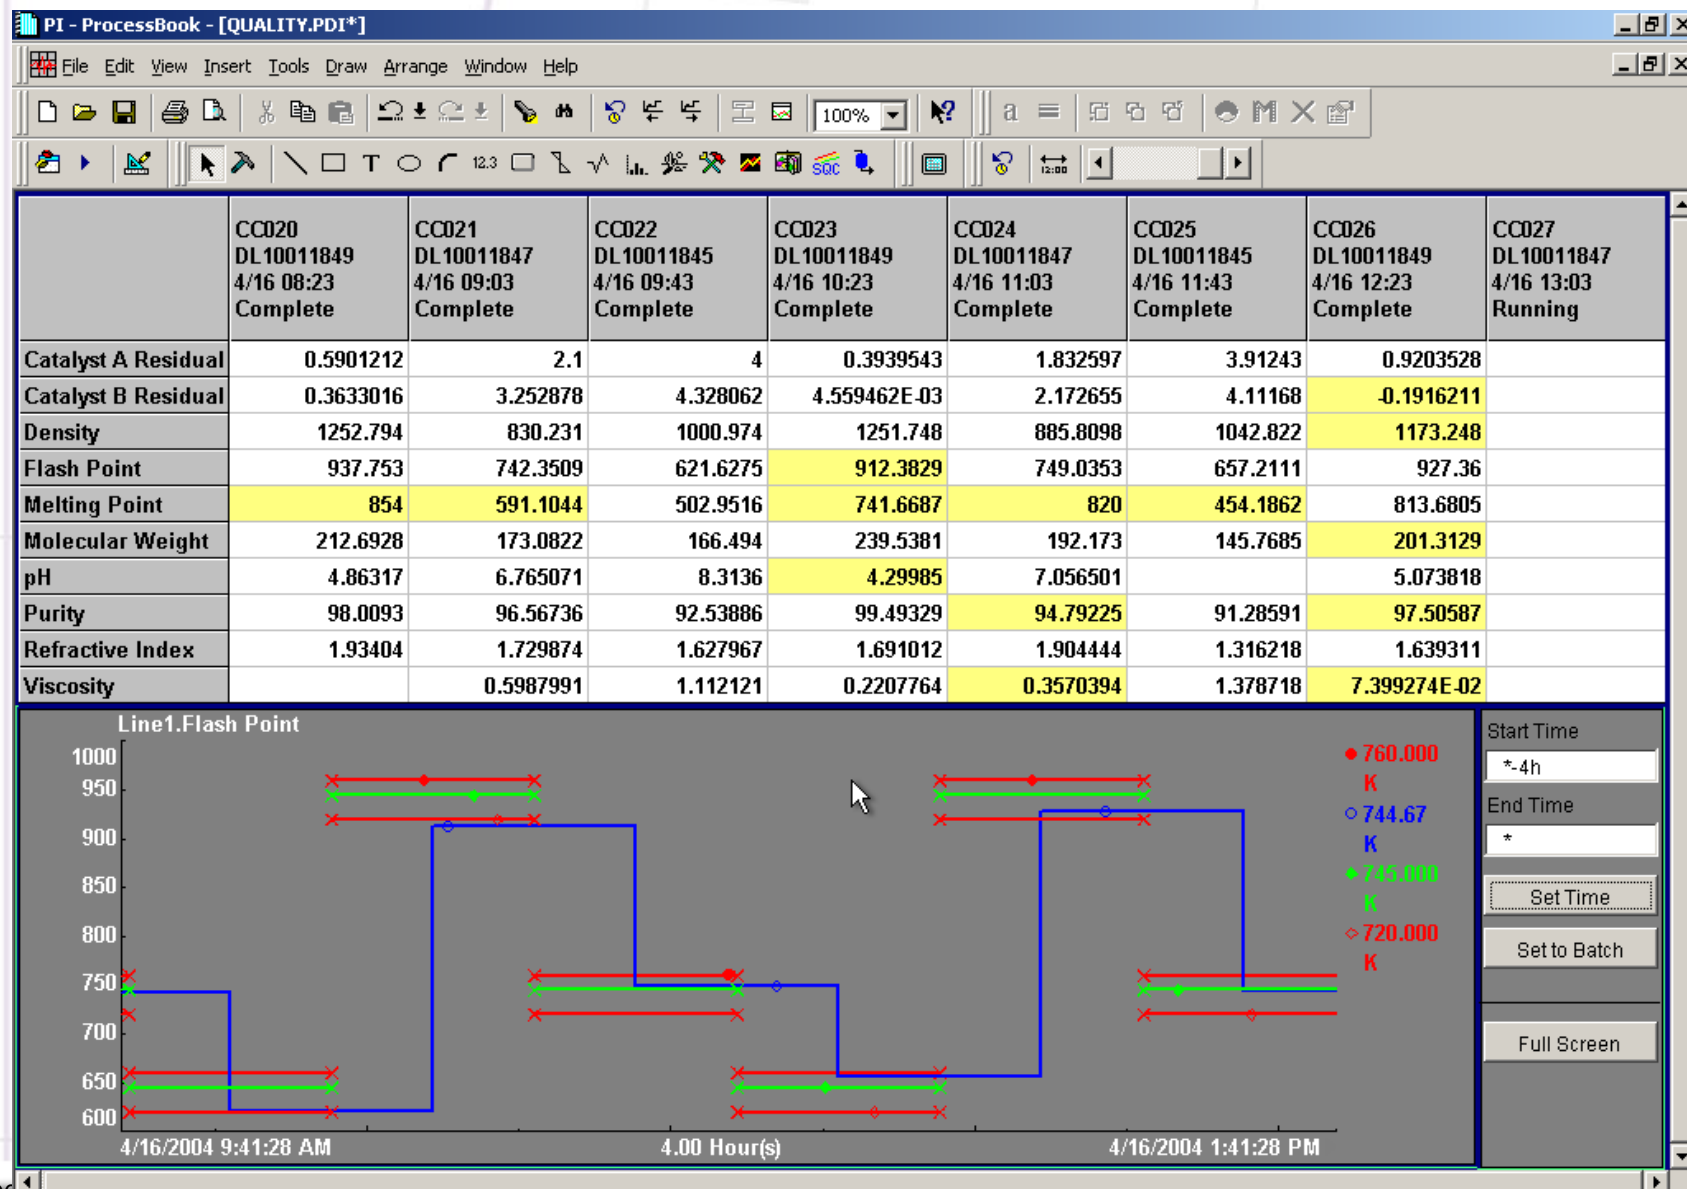 PI - ProcessBook - [QUALITY.PDI*]
File Edit View Insert Tools Draw Arrange Window Help
100% a
T 12.3 SQC 12:00
CC020 CC021 CC022 CC023 CC024 CC025 CC026 CC027
DL10011849 DL10011847 DL10011845 DL10011849 DL10011847 DL10011845 DL10011849 DL10011847
4/16 08:23 4/16 09:03 4/16 09:43 4/16 10:23 4/16 11:03 4/16 11:43 4/16 12:23 4/16 13:03
Complete Complete Complete Complete Complete Complete Complete Running
Catalyst A Residual 0.5901212 2.1 4 0.3939543 1.832597 3.91243 0.9203528
Catalyst B Residual 0.3633016 3.252878 4.328062 4.559462E-03 2.172655 4.11168 -0.1916211
Density 1252.794 830.231 1000.974 1251.748 885.8098 1042.822 1173.248
Flash Point 937.753 742.3509 621.6275 912.3829 749.0353 657.2111 927.36
Melting Point 854 591.1044 502.9516 741.6687 820 454.1862 813.6805
Molecular Weight 212.6928 173.0822 166.494 239.5381 192.173 145.7685 201.3129
pH 4.86317 6.765071 8.3136 4.29985 7.056501 5.073818
Purity 98.0093 96.56736 92.53886 99.49329 94.79225 91.28591 97.50587
Refractive Index 1.93404 1.729874 1.627967 1.691012 1.904444 1.316218 1.639311
Viscosity 0.5987991 1.112121 0.2207764 0.3570394 1.378718 7.399274E-02
Line1.Flash Point
1000
950
900
850
800
750
700
650
600
4/16/2004 9:41:28 AM 4.00 Hour(s) 4/16/2004 1:41:28 PM
760.000
K
744.67
K
745.000
K
720.000
K
Start Time
*-4h
End Time
*
Set Time
Set to Batch
Full Screen